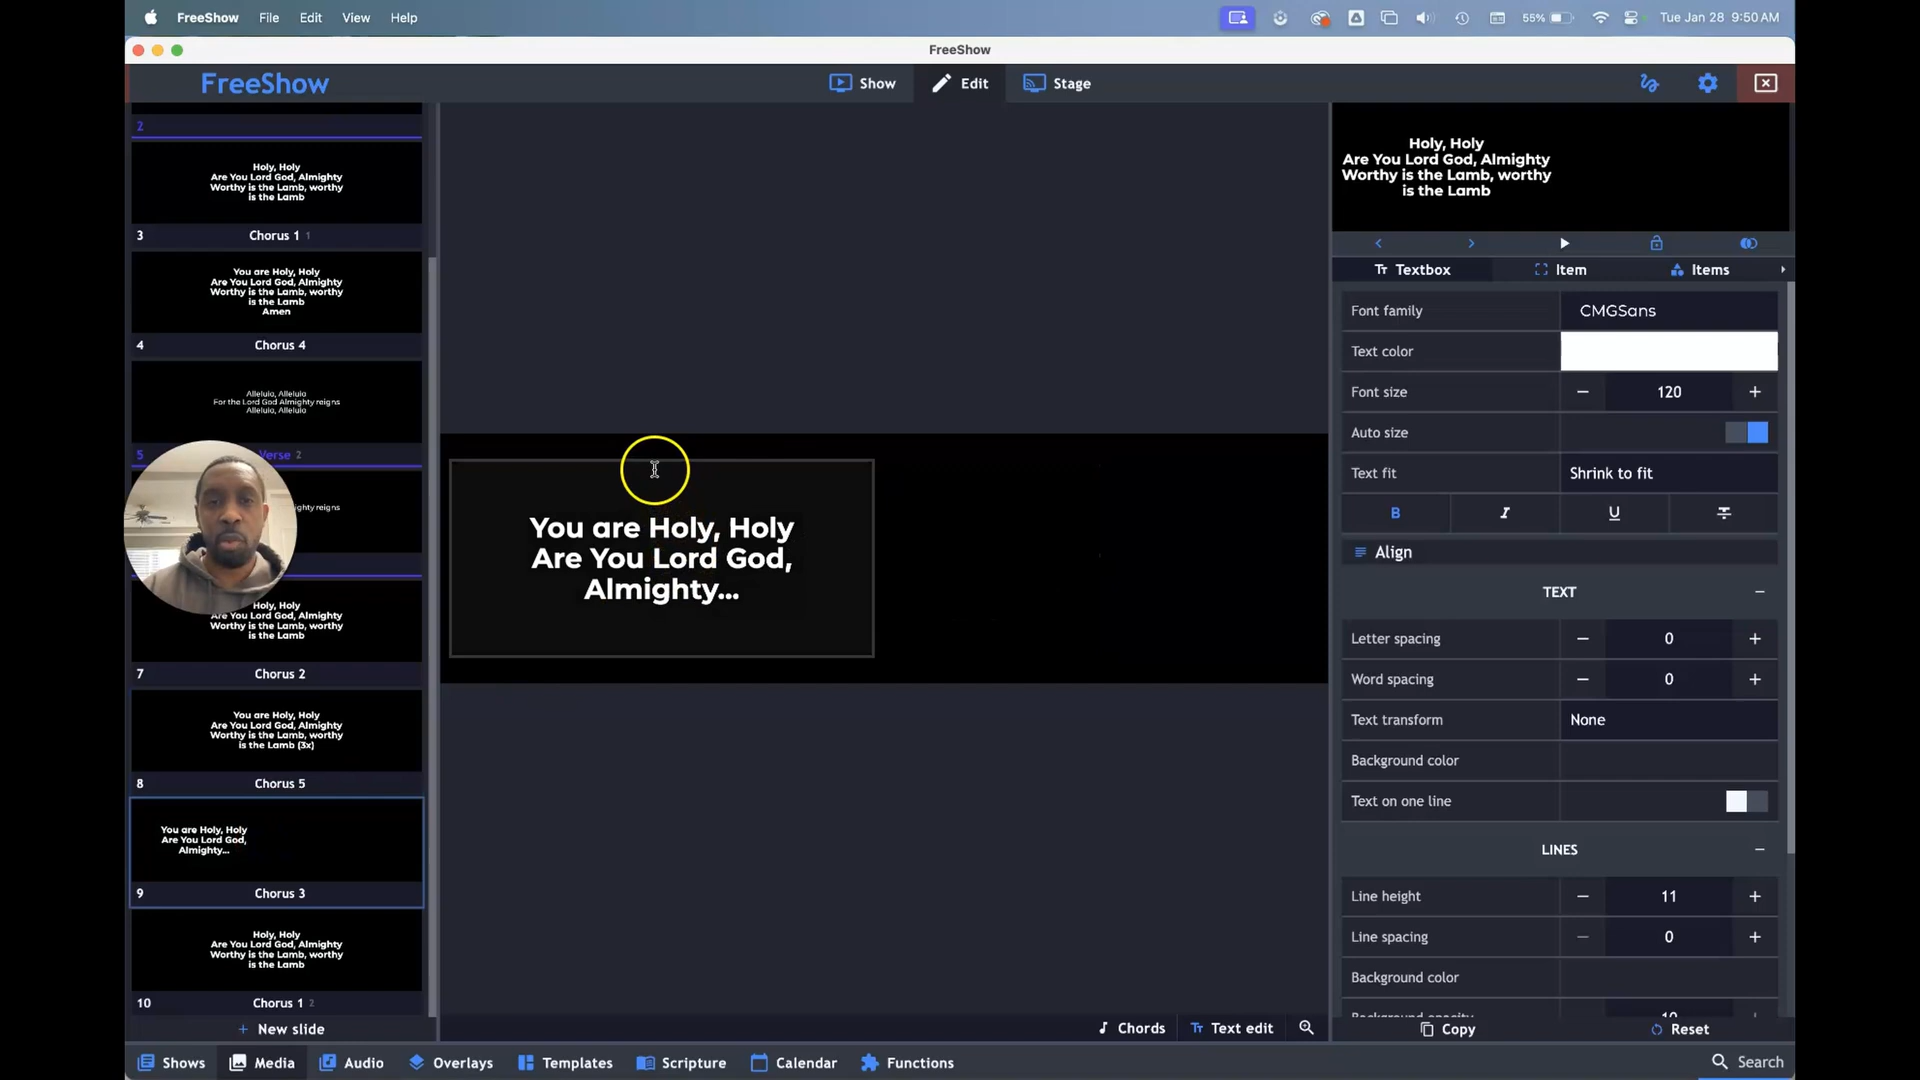 FreeShow File Edit View Help
55% Tue Jan 28 9:50 AM
FreeShow
FreeShow
Show Edit Stage
2
Holy, Holy
Are You Lord God, Almighty
Worthy is the Lamb, worthy
is the Lamb
3 Chorus 1 1
You are Holy, Holy
Are You Lord God, Almighty
Worthy is the Lamb, worthy
is the Lamb
Amen
4 Chorus 4
Alleluia, Alleluia
For the Lord God Almighty reigns
Alleluia, Alleluia
5 Verse 2
ighty reigns
Holy, Holy
Are You Lord God, Almighty
Worthy is the Lamb, worthy
is the Lamb
7 Chorus 2
You are Holy, Holy
Are You Lord God, Almighty
Worthy is the Lamb, worthy
is the Lamb (3x)
8 Chorus 5
You are Holy, Holy
Are You Lord God,
Almighty...
9 Chorus 3
Holy, Holy
Are You Lord God, Almighty
Worthy is the Lamb, worthy
is the Lamb
10 Chorus 1 2
+ New slide
You are Holy, Holy
Are You Lord God,
Almighty...
Chords Text edit
Holy, Holy
Are You Lord God, Almighty
Worthy is the Lamb, worthy
is the Lamb
Textbox Item Items
Font family CMGSans
Text color
Font size 120
Auto size
Text fit Shrink to fit
B I U
Align
TEXT
Letter spacing 0
Word spacing 0
Text transform None
Background color
Text on one line
LINES
Line height 11
Line spacing 0
Background color
Background opacity 10
Copy Reset
Shows Media Audio Overlays Templates Scripture Calendar Functions Search